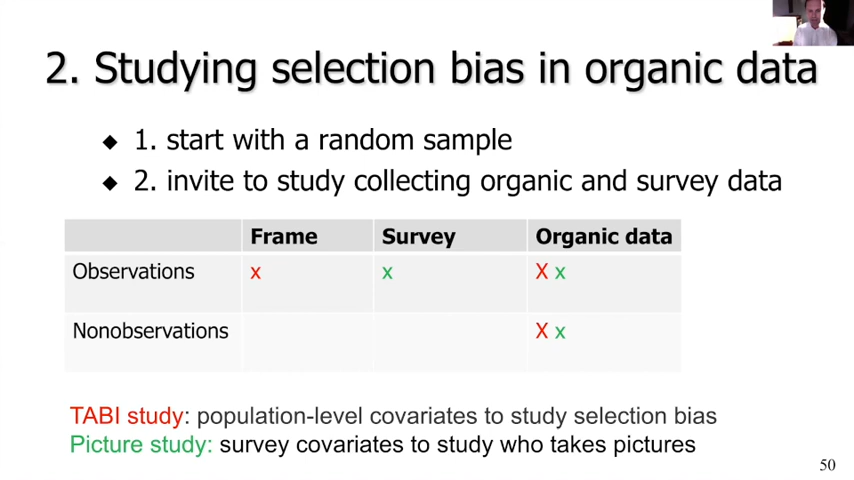 2. Studying selection bias in organic data
◆ 1. start with a random sample
◆ 2. invite to study collecting organic and survey data
Frame Survey Organic data
Observations x x X x
Nonobservations X x
TABI study: population-level covariates to study selection bias
Picture study: survey covariates to study who takes pictures
50